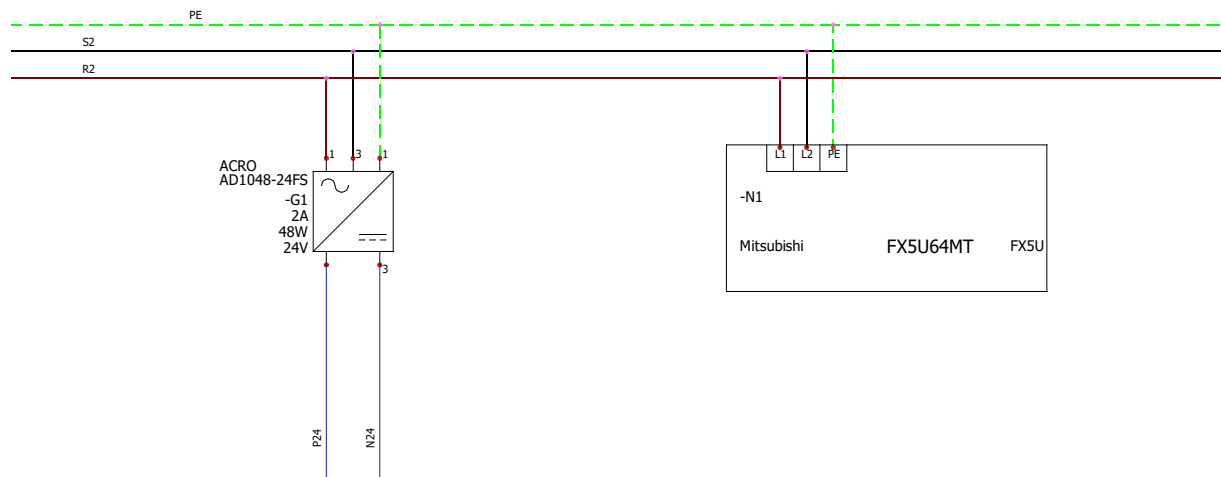 PE
S2
R2
1
3
1
ACRO
AD1048-24FS
-G1
2A
48W
24V
3
P24
N24
L1
L2
PE
-N1
Mitsubishi
FX5U64MT
FX5U